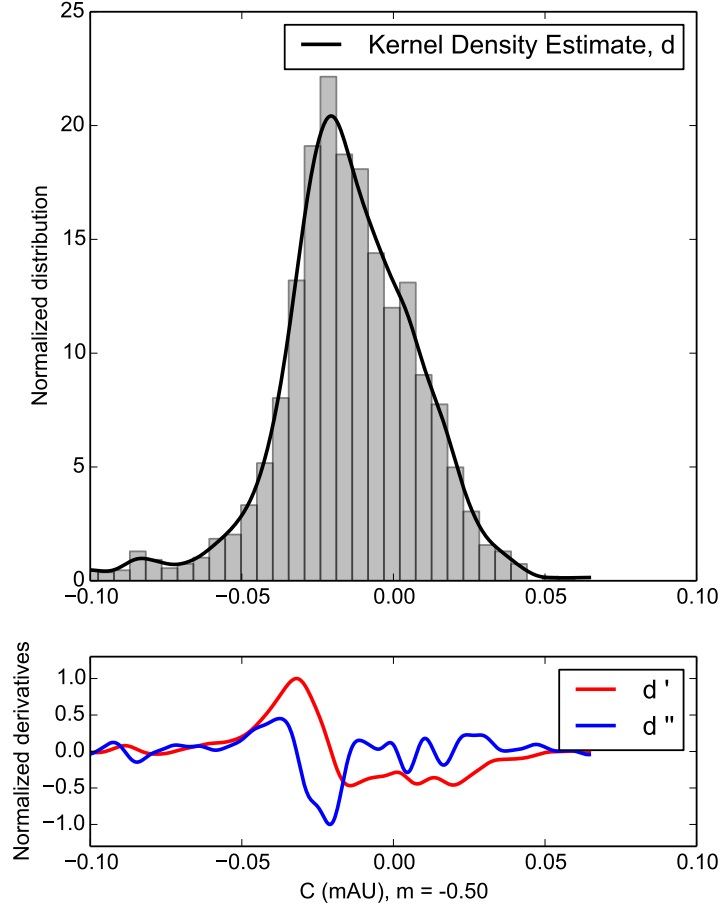 25
Kernel Density Estimate, d
20
15
10
5
0
Normalized distribution
−0.10 −0.05 0.00 0.05 0.10
1.0
0.5
0.0
−0.5
−1.0
Normalized derivatives
d '
d ''
−0.10 −0.05 0.00 0.05 0.10
C (mAU), m = -0.50